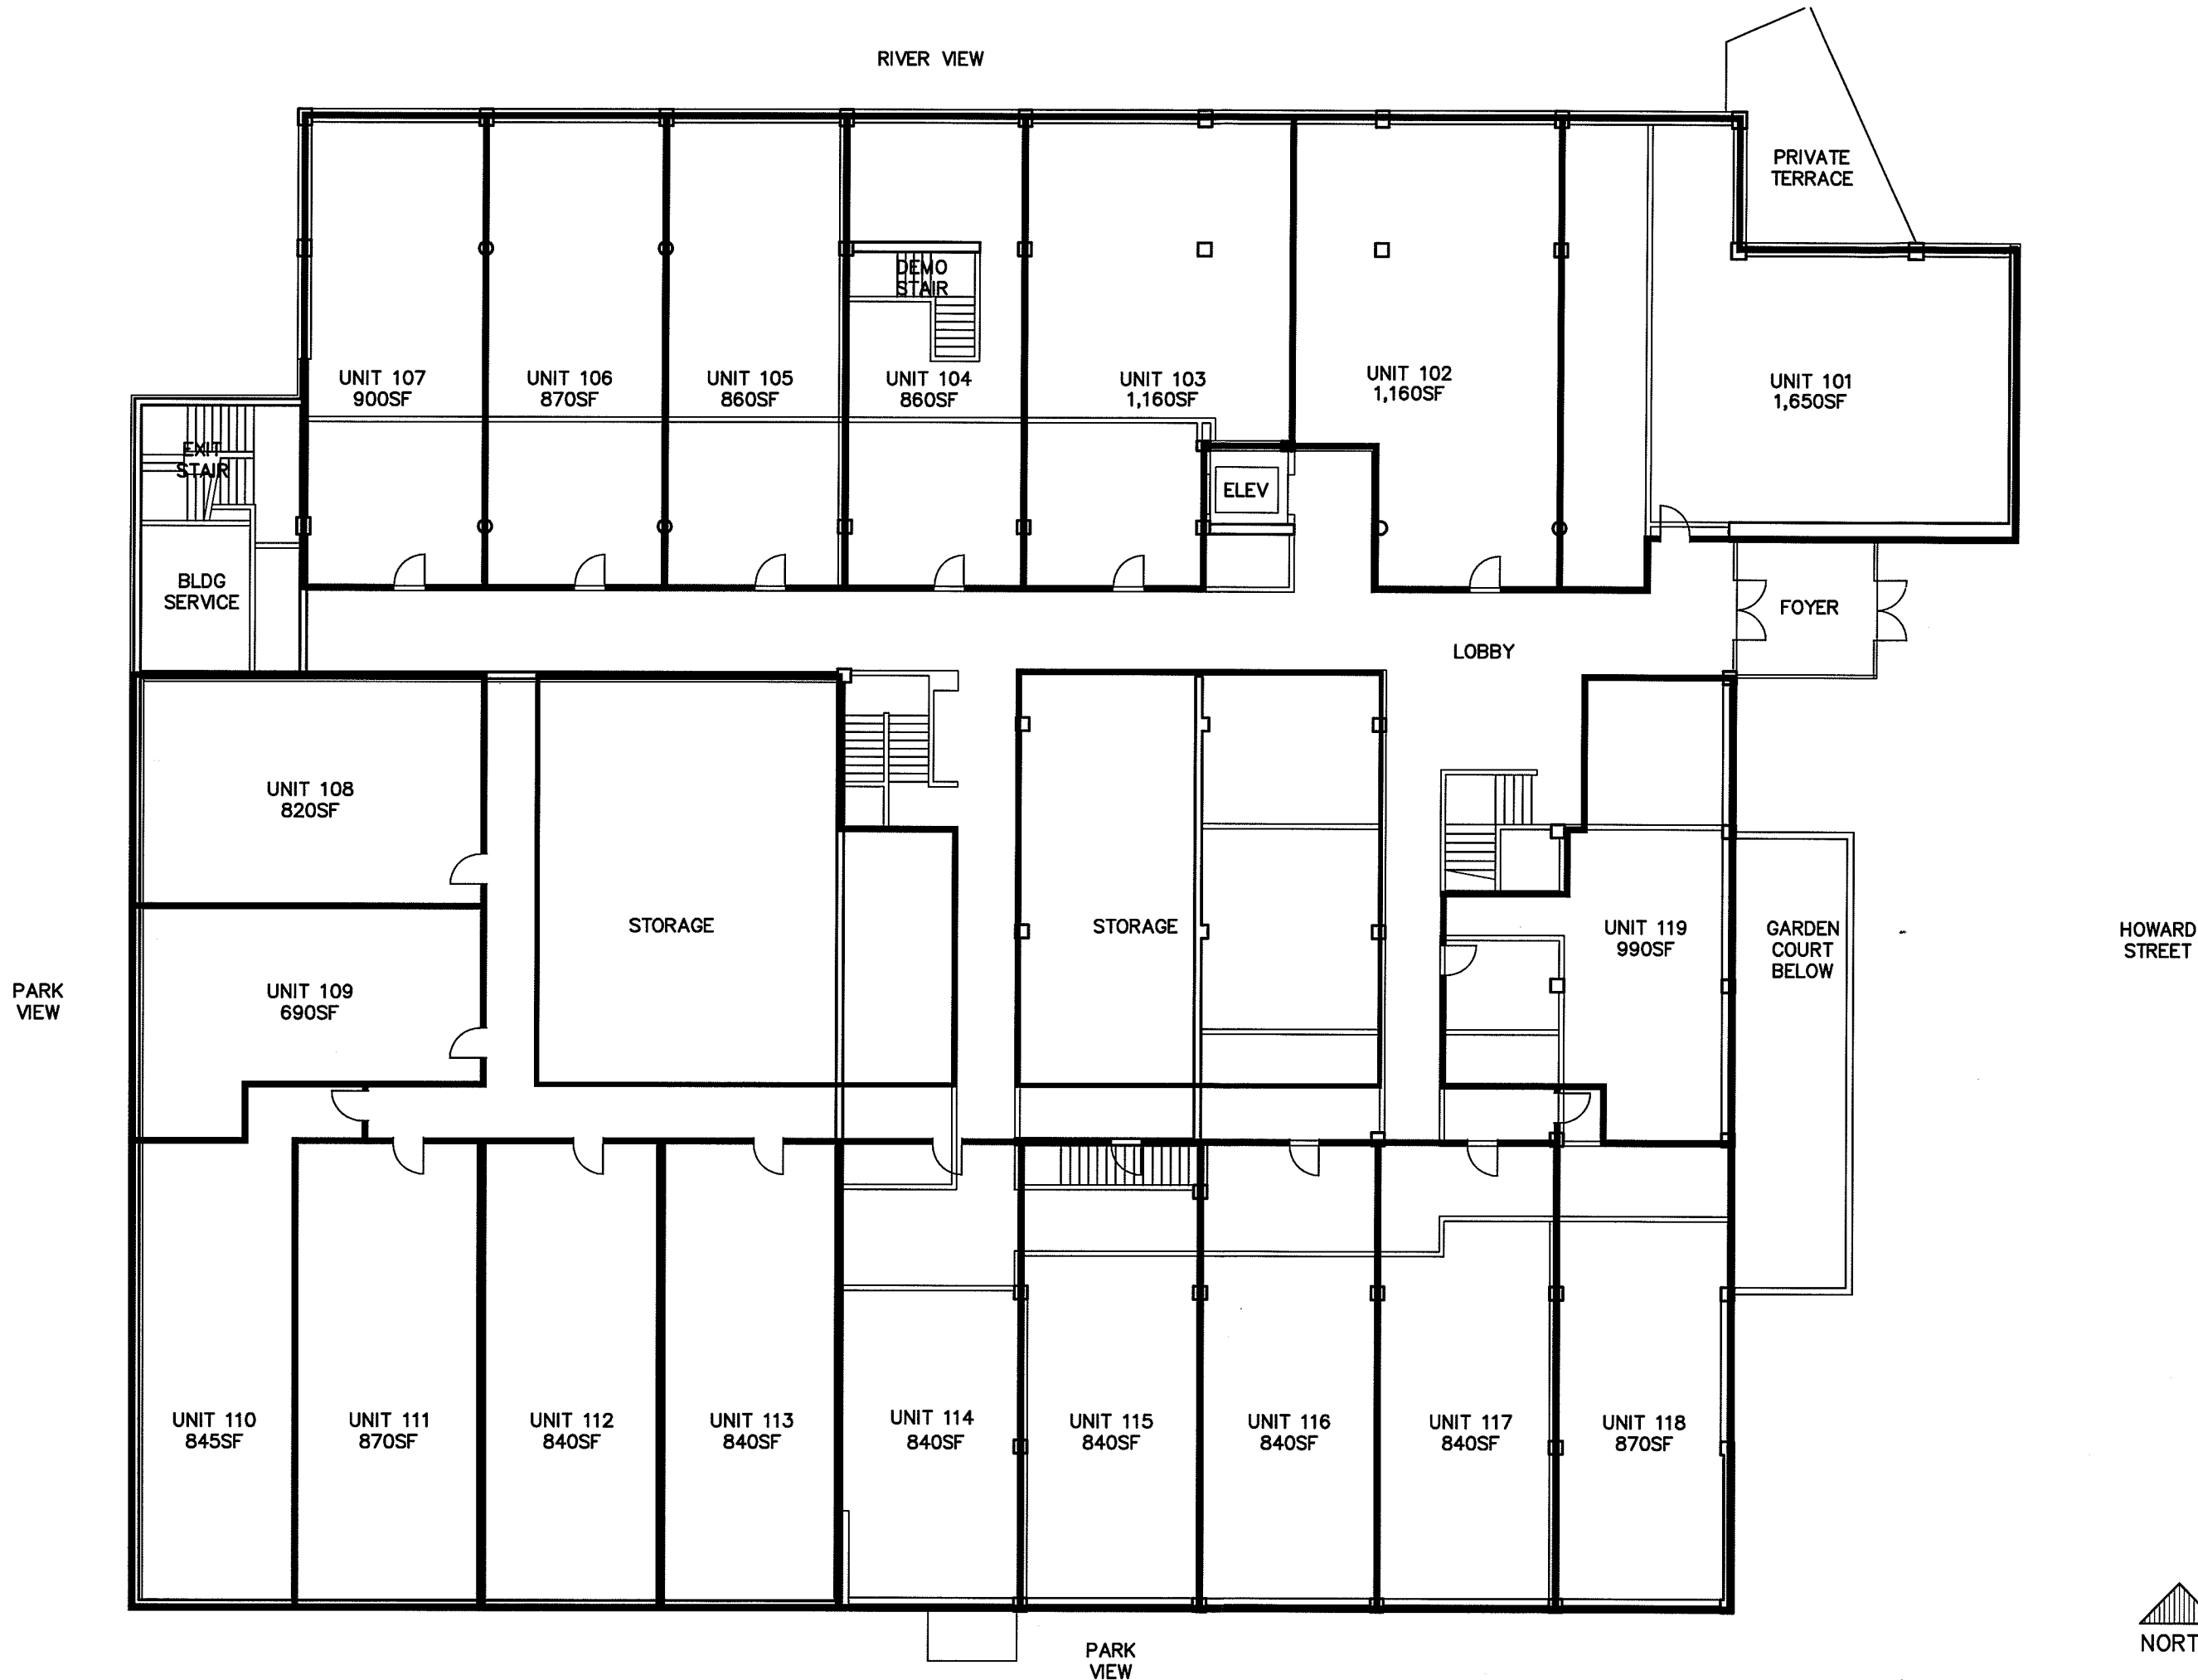 RIVER VIEW
PRIVATE
TERRACE
DEMO
STAIR
UNIT 107
900SF
UNIT 106
870SF
UNIT 105
860SF
UNIT 104
860SF
UNIT 103
1,160SF
UNIT 102
1,160SF
UNIT 101
1,650SF
EXIT
STAIR
ELEV
BLDG
SERVICE
FOYER
LOBBY
UNIT 108
820SF
STORAGE
STORAGE
UNIT 119
990SF
GARDEN
COURT
BELOW
HOWARD
STREET
PARK
VIEW
UNIT 109
690SF
UNIT 110
845SF
UNIT 111
870SF
UNIT 112
840SF
UNIT 113
840SF
UNIT 114
840SF
UNIT 115
840SF
UNIT 116
840SF
UNIT 117
840SF
UNIT 118
870SF
PARK
VIEW
NORT